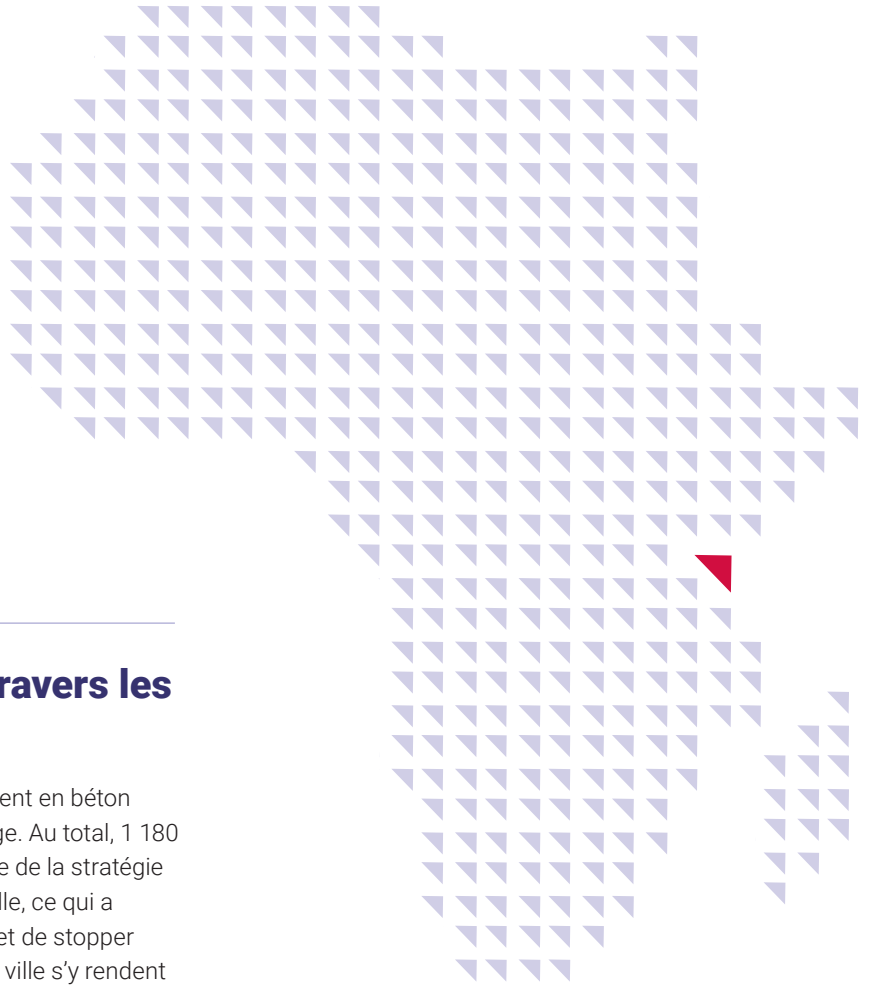 ravers les
ent en béton
ge. Au total, 1 180
e de la stratégie
lle, ce qui a
et de stopper
ville s’y rendent